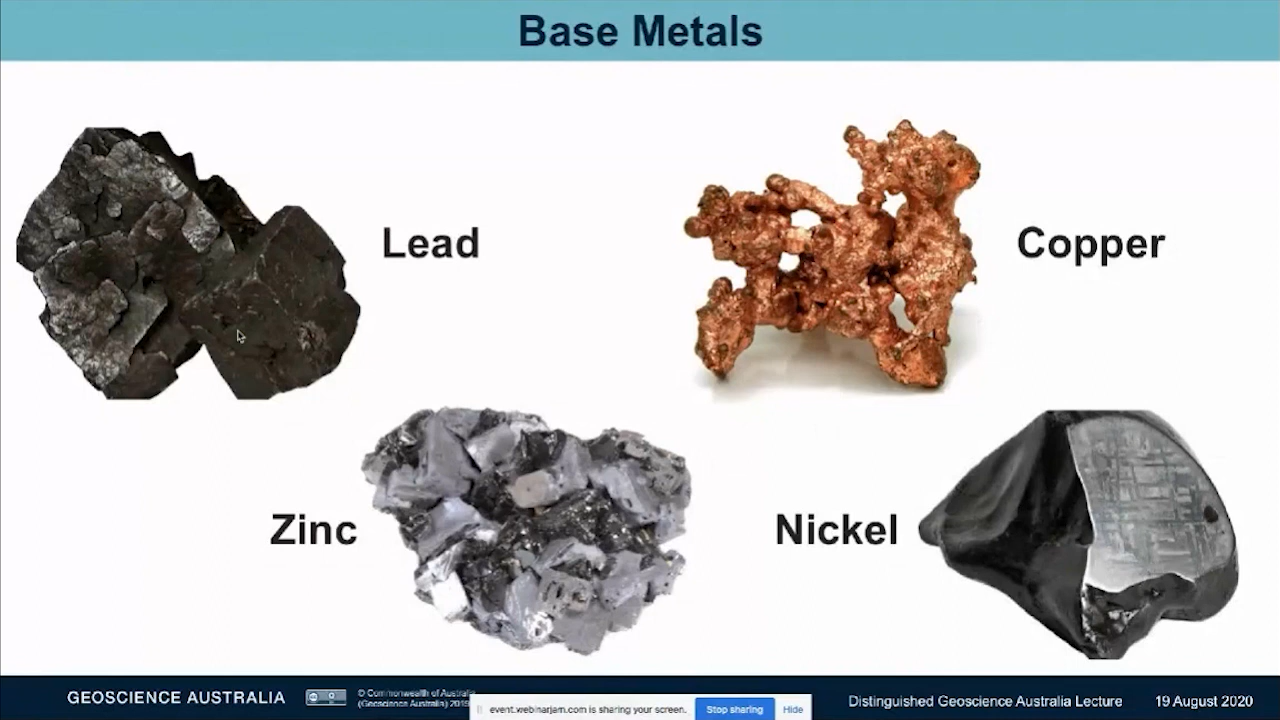 Base Metals
Lead
Copper
Zinc
Nickel
GEOSCIENCE AUSTRALIA
© Commonwealth of Australia
(Geoscience Australia) 2019
event.webinarjam.com is sharing your screen.
Stop sharing
Hide
Distinguished Geoscience Australia Lecture
19 August 2020